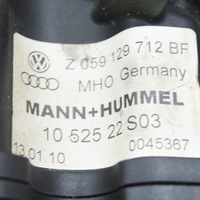 Z 059 129 712 BF
MHO Germany
MANN+HUMMEL
10 525 22 S03
13.01.10 0045367